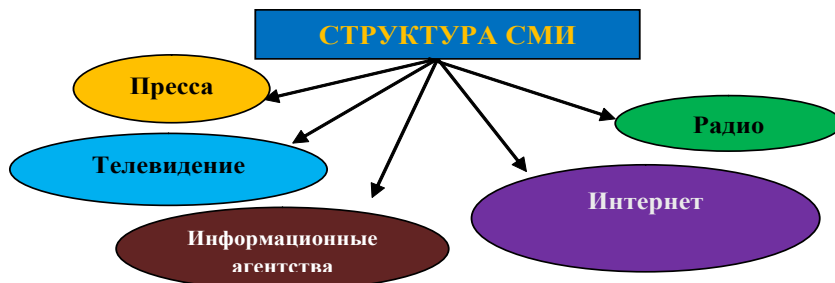 СТРУКТУРА СМИ
Пресса
Радио
Телевидение
Интернет
Информационные
агентства